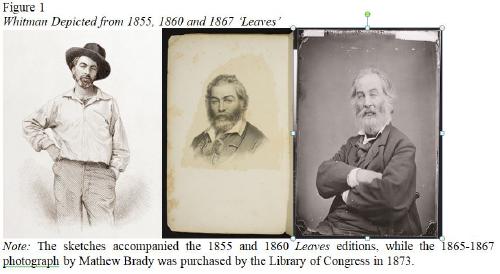 Figure 1
Whitman Depicted from 1855, 1860 and 1867 ‘Leaves’
Note: The sketches accompanied the 1855 and 1860 Leaves editions, while the 1865-1867
photograph by Mathew Brady was purchased by the Library of Congress in 1873.